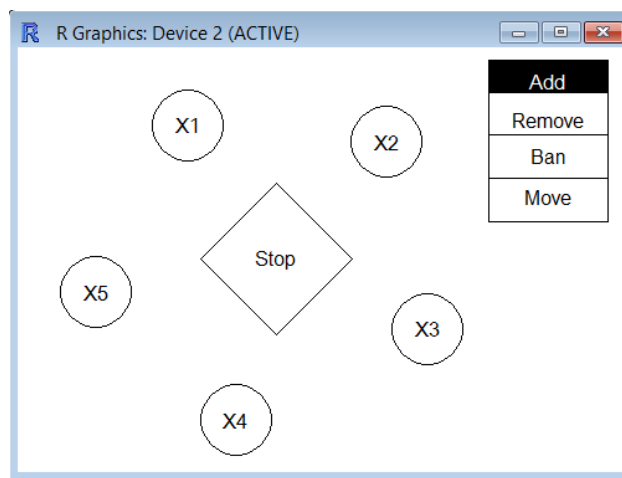 R Graphics: Device 2 (ACTIVE)
Add
X1
Remove
X2
Ban
Move
Stop
X5
X3
X4